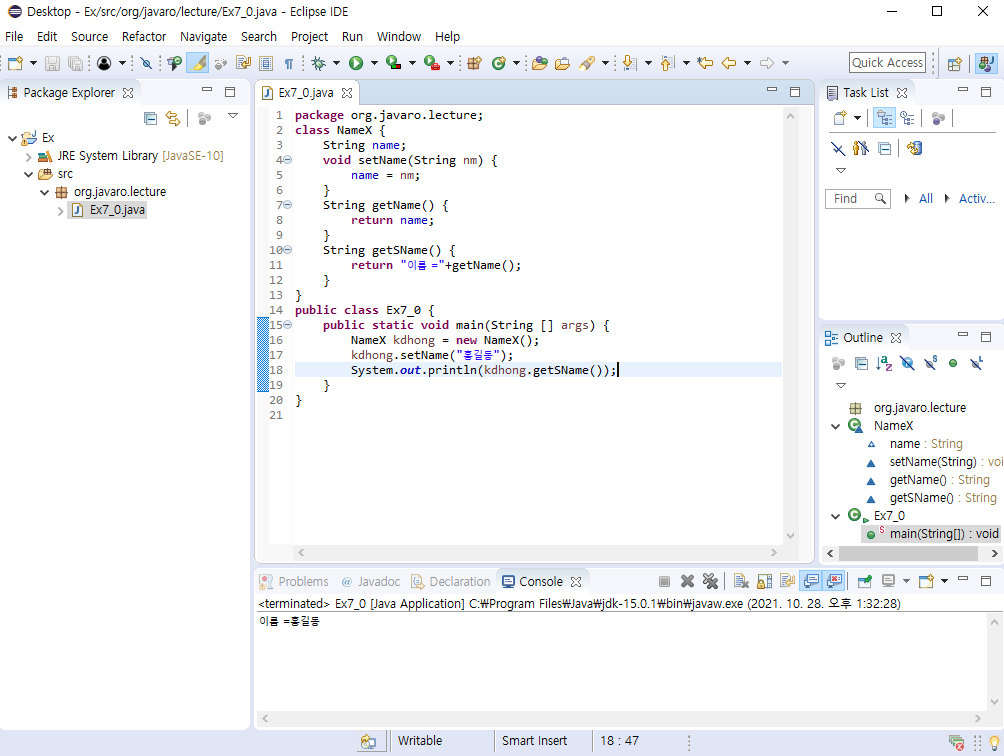 Desktop - Ex/src/org/javaro/lecture/Ex7_0.java - Eclipse IDE
File Edit Source Refactor Navigate Search Project Run Window Help
Quick Access
Package Explorer
Ex
JRE System Library [JavaSE-10]
src
org.javaro.lecture
Ex7_0.java
Ex7_0.java
1 package org.javaro.lecture;
2 class NameX {
3 String name;
4 void setName(String nm) {
5 name = nm;
6 }
7 String getName() {
8 return name;
9 }
10 String getSName() {
11 return "이름 ="+getName();
12 }
13 }
14 public class Ex7_0 {
15 public static void main(String [] args) {
16 NameX kdhong = new NameX();
17 kdhong.setName("홍길동");
18 System.out.println(kdhong.getSName());
19 }
20 }
21
Task List
Find All Activ...
Outline
org.javaro.lecture
NameX
name : String
setName(String) : voi
getName() : String
getSName() : String
Ex7_0
S main(String[]) : void
Problems @ Javadoc Declaration Console
<terminated> Ex7_0 [Java Application] C:₩Program Files₩Java₩jdk-15.0.1₩bin₩javaw.exe (2021. 10. 28. 오후 1:32:28)
이름 =홍길동
Writable Smart Insert 18 : 47